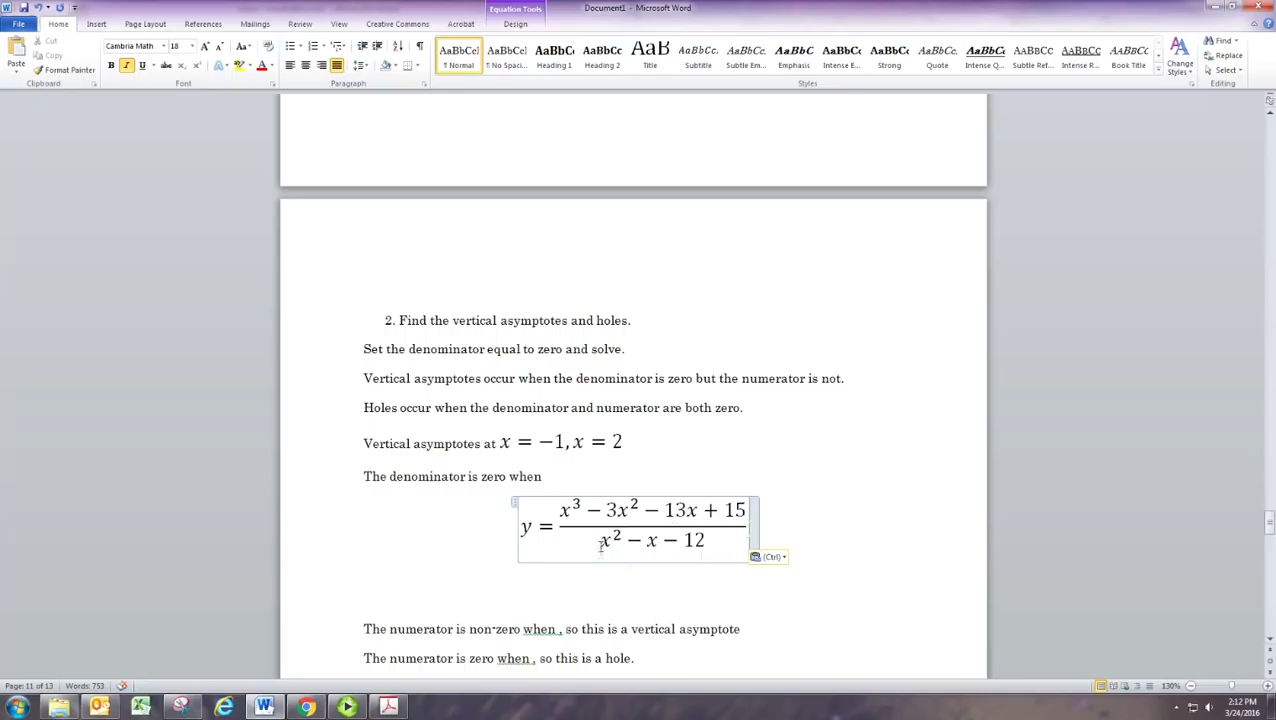 Equation Tools
Document1 - Microsoft Word
File Home Insert Page Layout References Mailings Review View Creative Commons Acrobat Design
Cut
Copy
Format Painter
Paste
Cambria Math 18
AaBbCcI AaBbCcI AaBbCc AaBbCc AaB AaBbCc. AaBbCc. AaBbCc AaBbCc AaBbCc AaBbCc AaBbCc. AaBbCC AaBbCC AaBbCC
¶ Normal ¶ No Spaci... Heading 1 Heading 2 Title Subtitle Subtle Em... Emphasis Intense E... Strong Quote Intense Q... Subtle Ref... Intense R... Book Title
Change Styles
Find
Replace
Select
Clipboard Font Paragraph Styles Editing
2. Find the vertical asymptotes and holes.
Set the denominator equal to zero and solve.
Vertical asymptotes occur when the denominator is zero but the numerator is not.
Holes occur when the denominator and numerator are both zero.
Vertical asymptotes at x = −1, x = 2
The denominator is zero when
x³ − 3x² − 13x + 15
y =
x² − x − 12
(Ctrl)
The numerator is non-zero when , so this is a vertical asymptote
The numerator is zero when , so this is a hole.
Page: 11 of 13 Words: 753 130%
2:12 PM
3/24/2016